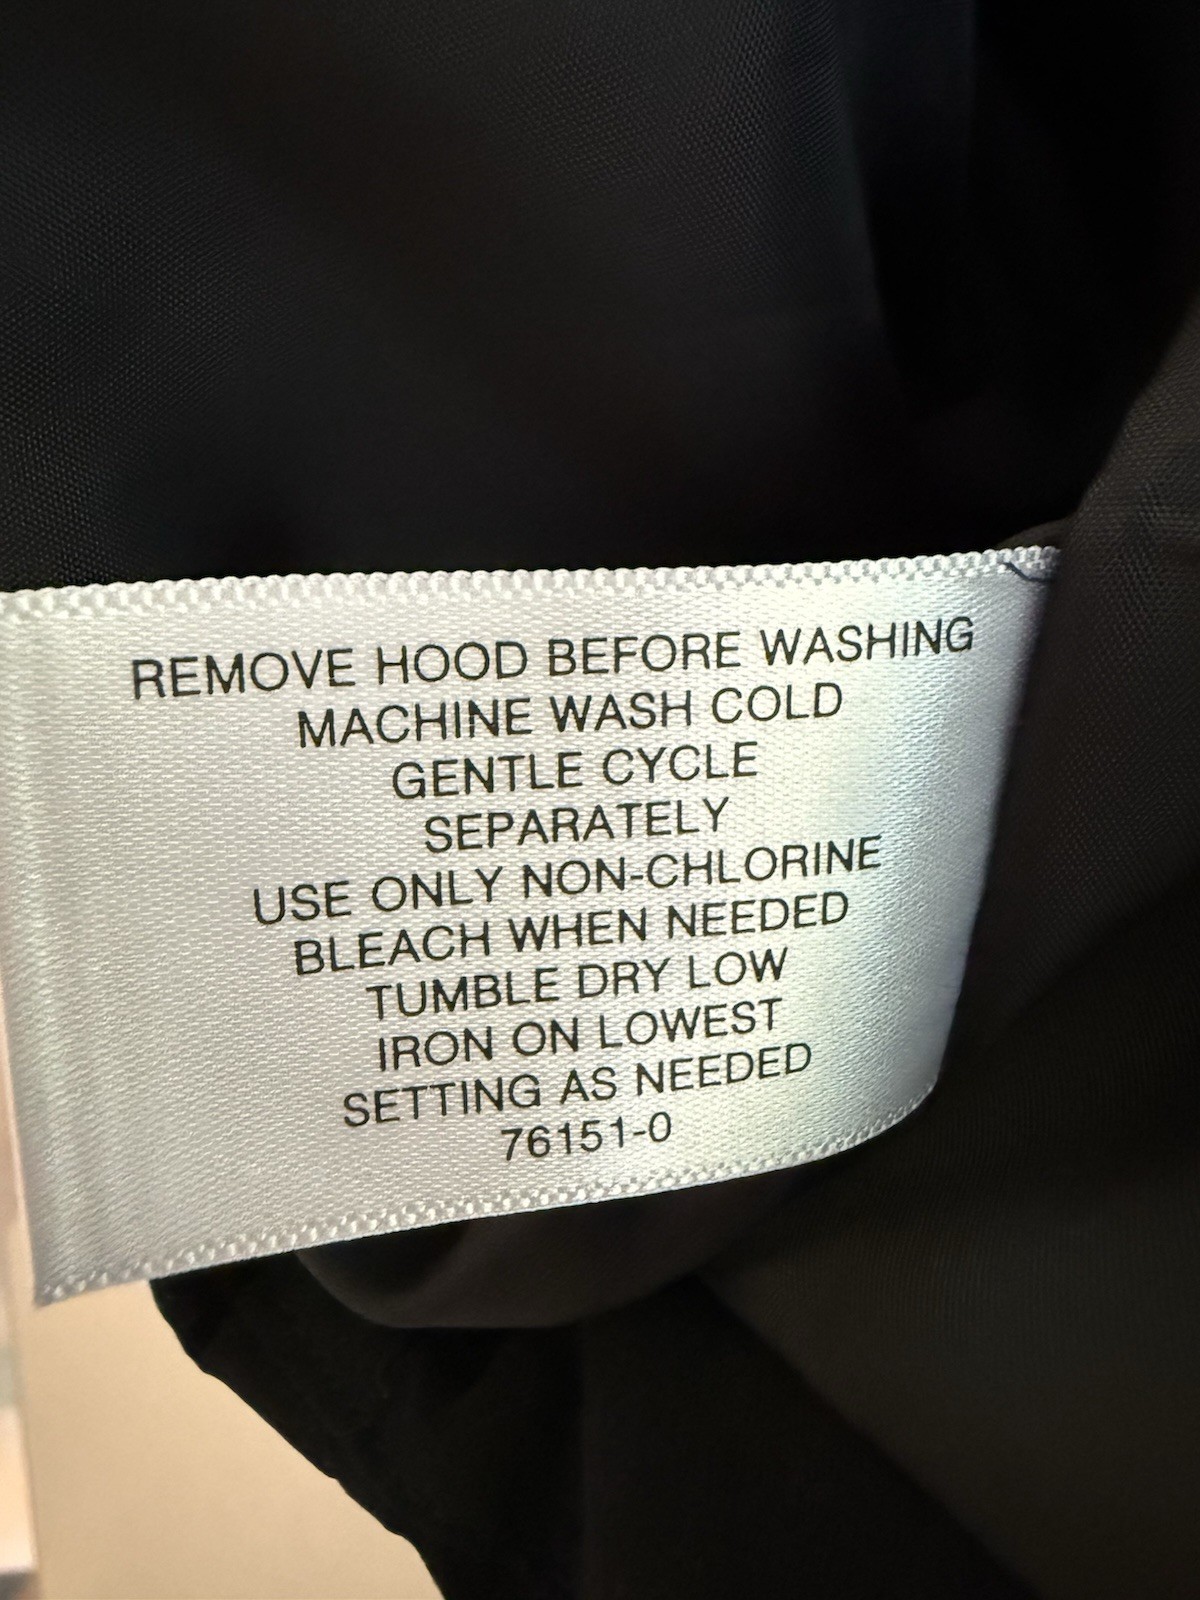 REMOVE HOOD BEFORE WASHING
MACHINE WASH COLD
GENTLE CYCLE
SEPARATELY
USE ONLY NON-CHLORINE
BLEACH WHEN NEEDED
TUMBLE DRY LOW
IRON ON LOWEST
SETTING AS NEEDED
76151-0